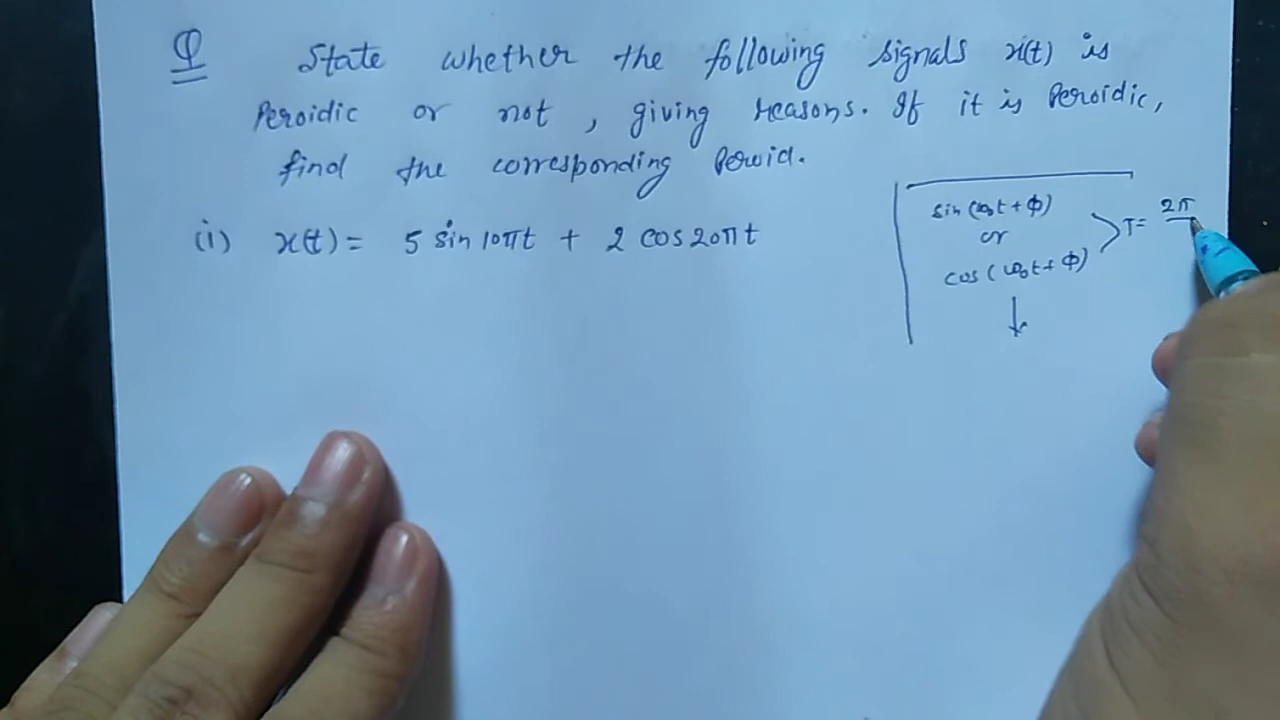 Q State whether the following signals x(t) is
Peroidic or not, giving reasons. If it is Peroidic,
find the corresponding Peroid.
(i) x(t) = 5 sin 10πt + 2 cos 20πt
sin (ω₀t + φ)
or
cos (ω₀t + φ)
T = 2π